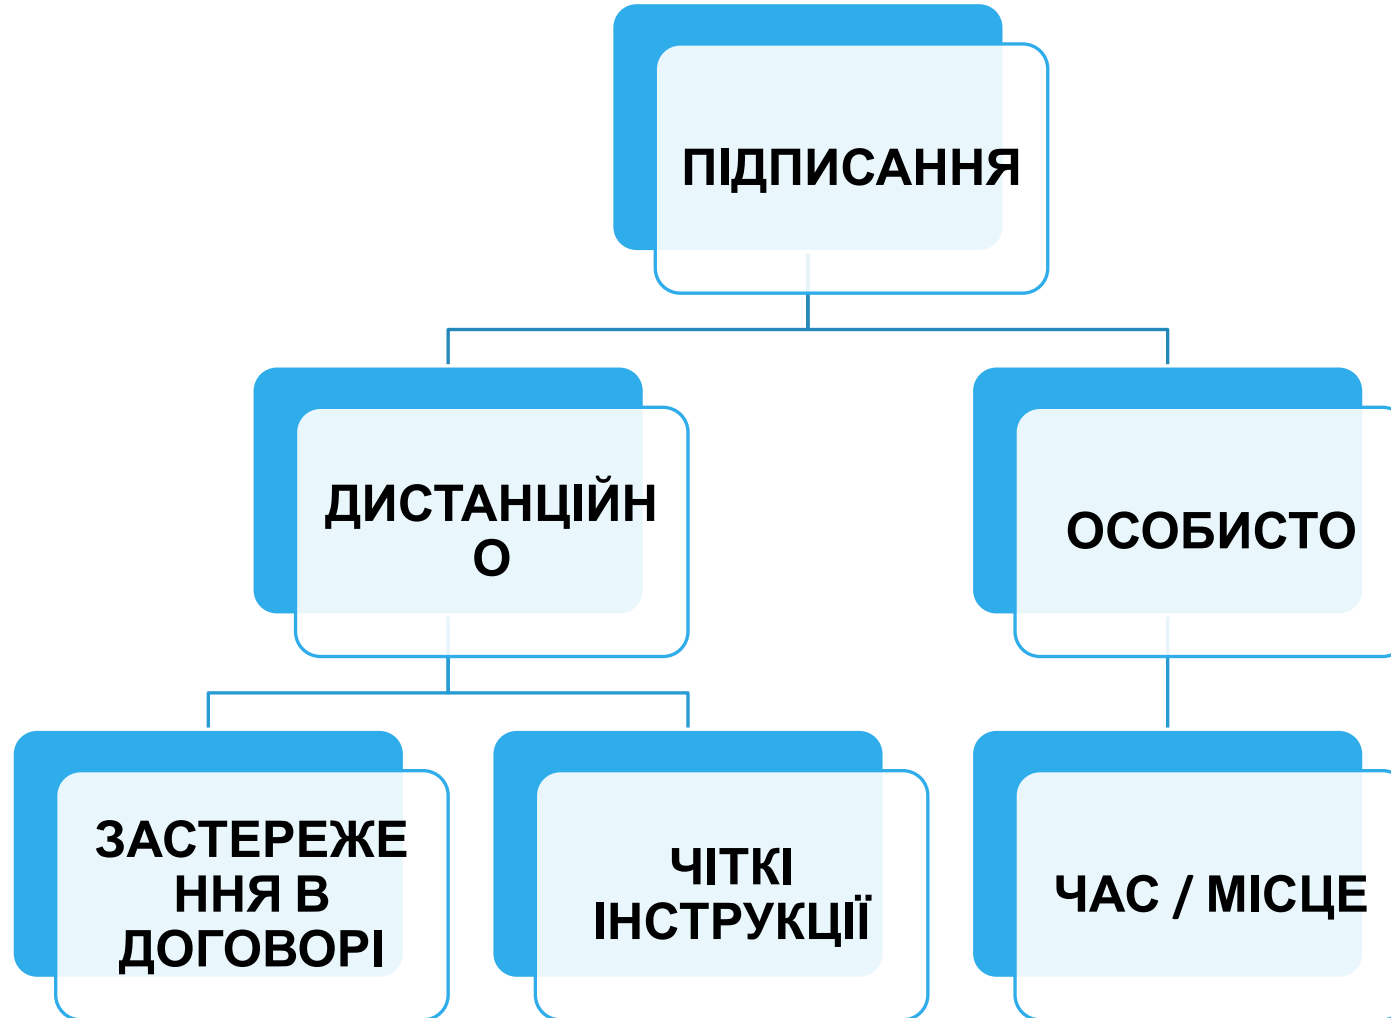 ПІДПИСАННЯ
ДИСТАНЦІЙН
О
ОСОБИСТО
ЗАСТЕРЕЖЕ
ННЯ В
ДОГОВОРІ
ЧІТКІ
ІНСТРУКЦІЇ
ЧАС / МІСЦЕ